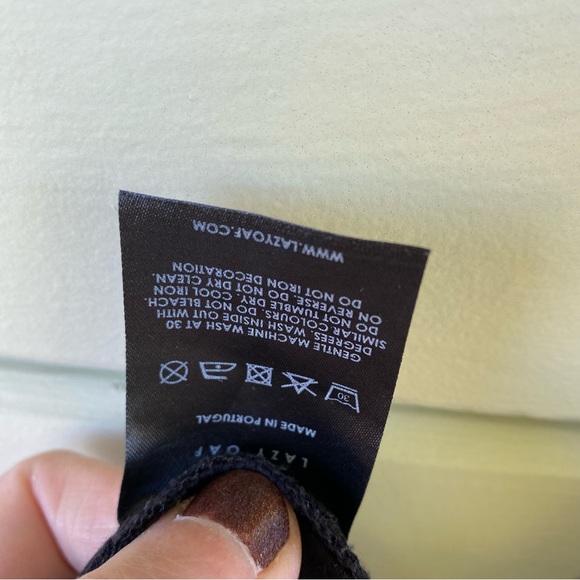 LAZY OAF
MADE IN PORTUGAL
30
GENTLE MACHINE WASH AT 30
DEGREES. WASH INSIDE OUT WITH
SIMILAR COLOURS. DO NOT BLEACH.
DO NOT TUMBLE DRY. COOL IRON
ON REVERSE. DO NOT DRY CLEAN.
DO NOT IRON DECORATION
WWW.LAZYOAF.COM